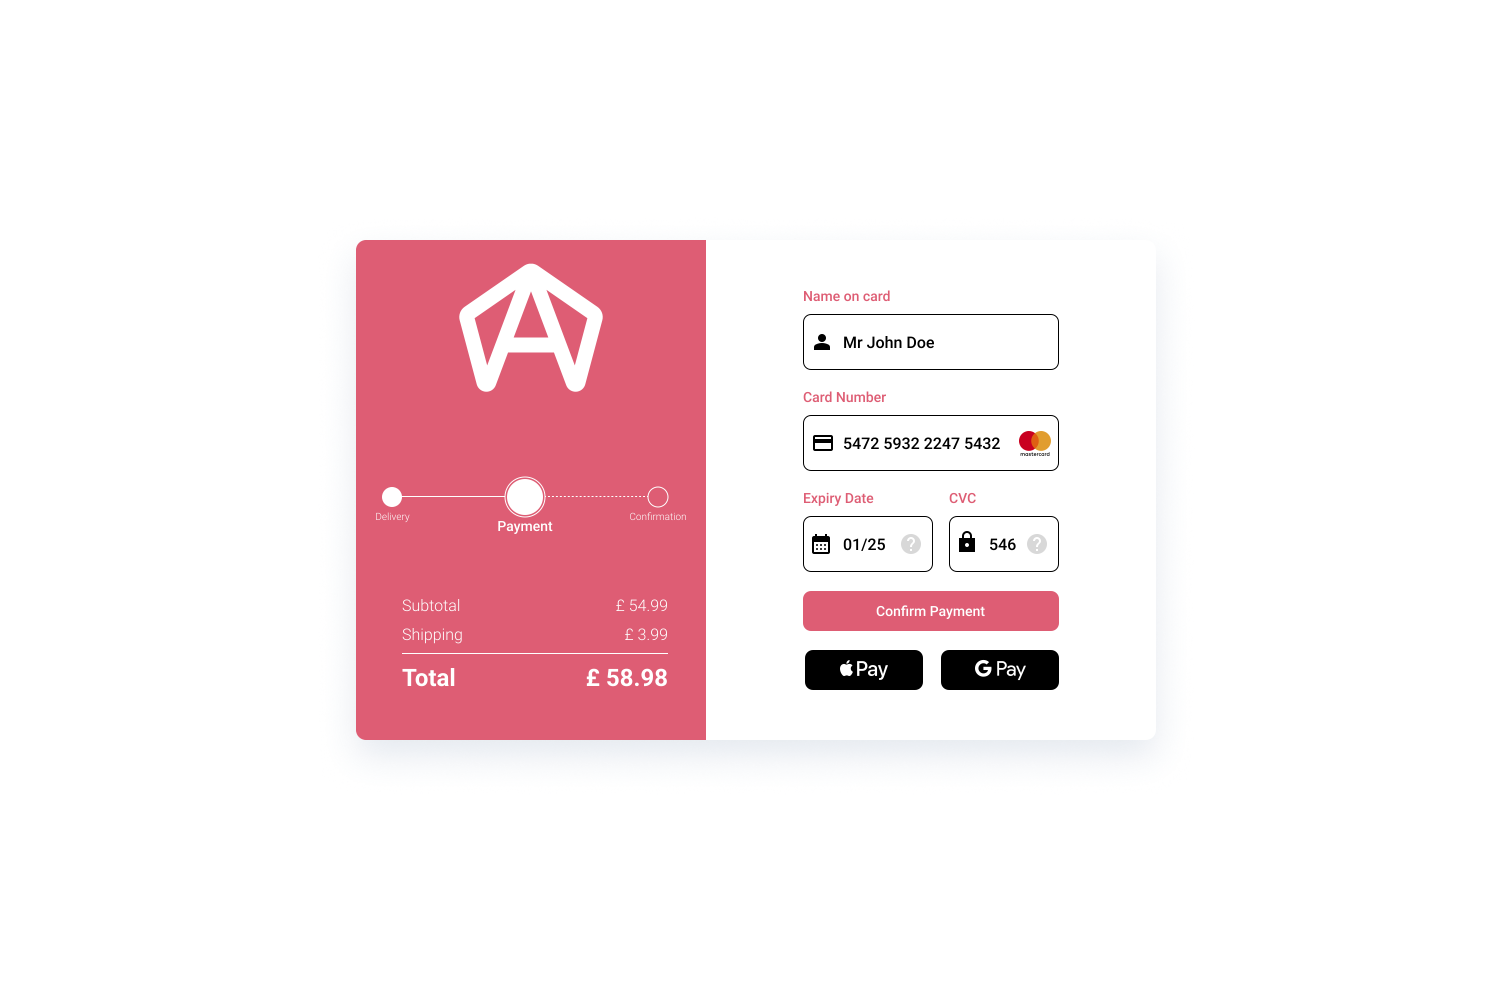 Delivery
Payment
Confirmation
Subtotal £ 54.99
Shipping £ 3.99
Total £ 58.98
Name on card
Mr John Doe
Card Number
5472 5932 2247 5432
mastercard
Expiry Date CVC
01/25 ? 546 ?
Confirm Payment
Pay G Pay